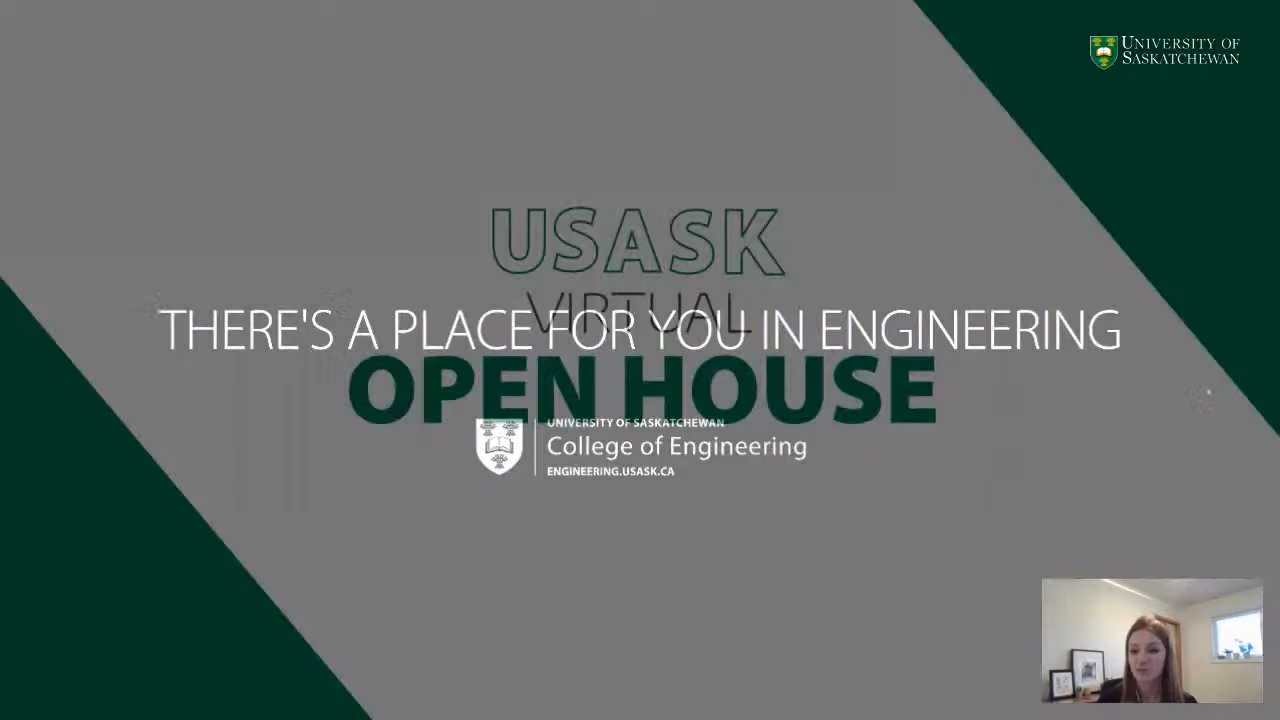 UNIVERSITY OF
SASKATCHEWAN
USASK
VIRTUAL
THERE'S A PLACE FOR YOU IN ENGINEERING
OPEN HOUSE
UNIVERSITY OF SASKATCHEWAN
College of Engineering
ENGINEERING.USASK.CA